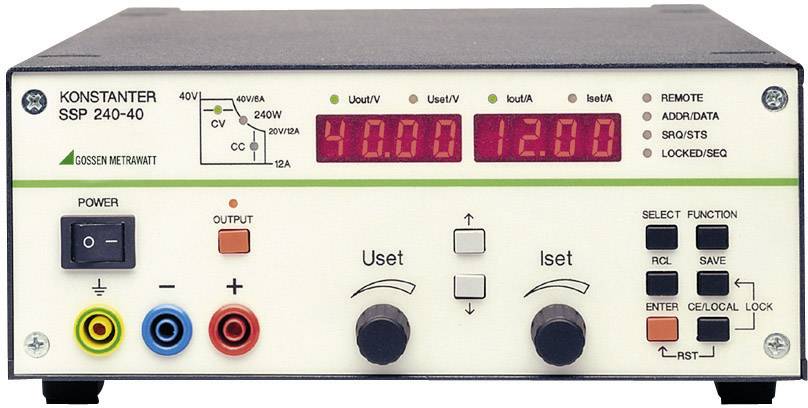 KONSTANTER
SSP 240-40
GOSSEN METRAWATT
40V
40V/6A
240W
20V/12A
12A
CV
CC
Uout/V
Uset/V
Iout/A
Iset/A
40.00
12.00
REMOTE
ADDR/DATA
SRQ/STS
LOCKED/SEQ
POWER
OUTPUT
Uset
Iset
↑
↓
− +
SELECT FUNCTION
RCL SAVE
ENTER CE/LOCAL LOCK
RST